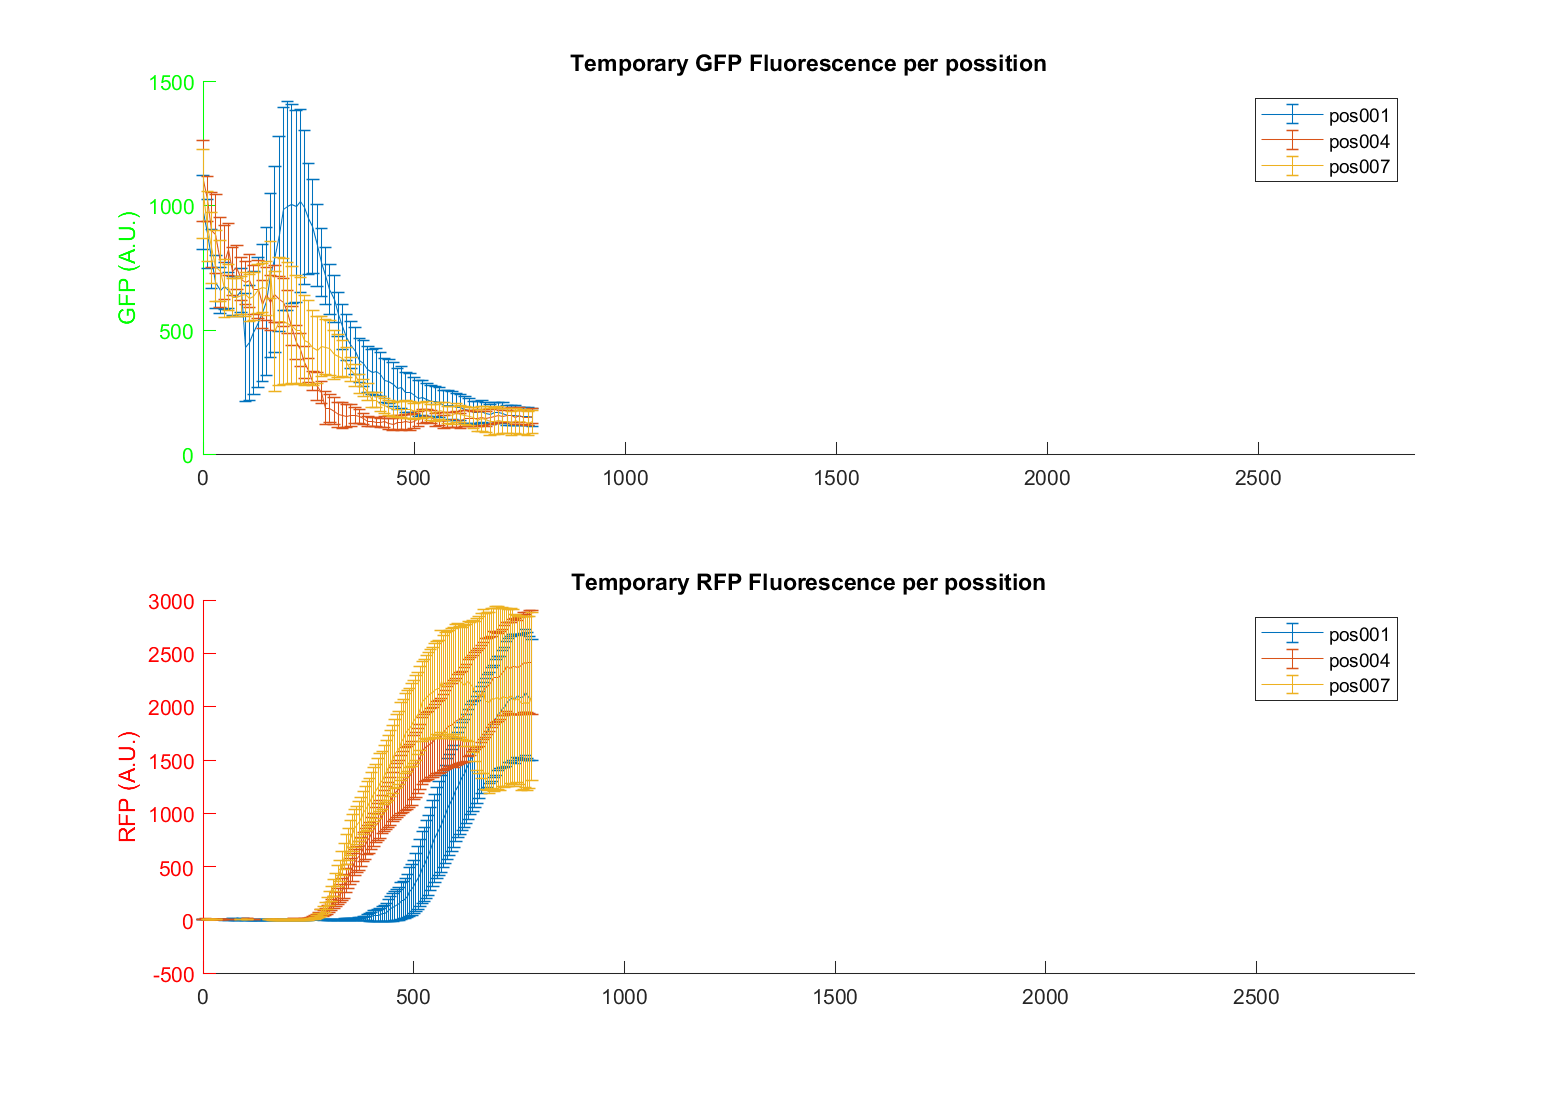 Temporary GFP Fluorescence per possition
1500
1000
500
0
GFP (A.U.)
pos001
pos004
pos007
0 500 1000 1500 2000 2500
Temporary RFP Fluorescence per possition
3000
2500
2000
1500
1000
500
0
-500
RFP (A.U.)
pos001
pos004
pos007
0 500 1000 1500 2000 2500